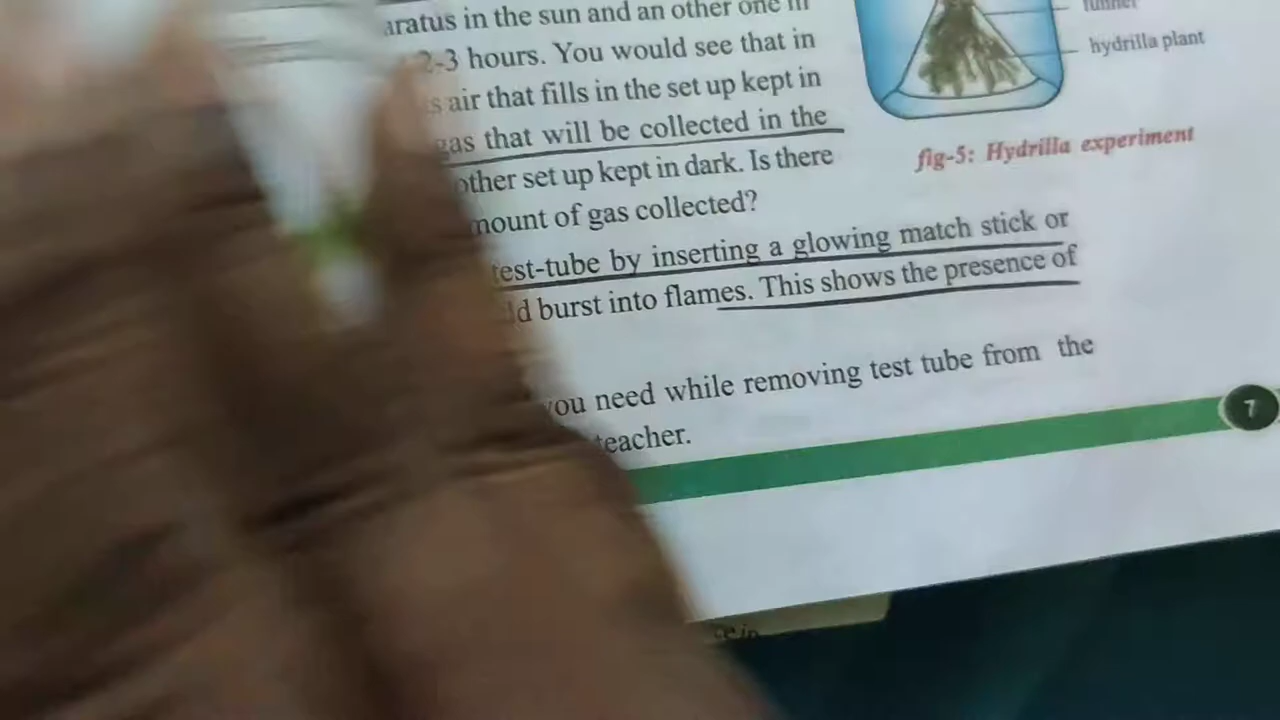 in the sun and an other one in
2-3 hours. You would see that in
air that fills in the set up kept in
gas that will be collected in the
other set up kept in dark. Is there
of gas collected?
test-tube by inserting a glowing match stick or
burst into flames. This shows the presence of
you need while removing test tube from the
teacher.
funnel
hydrilla plant
fig-5: Hydrilla experiment
7